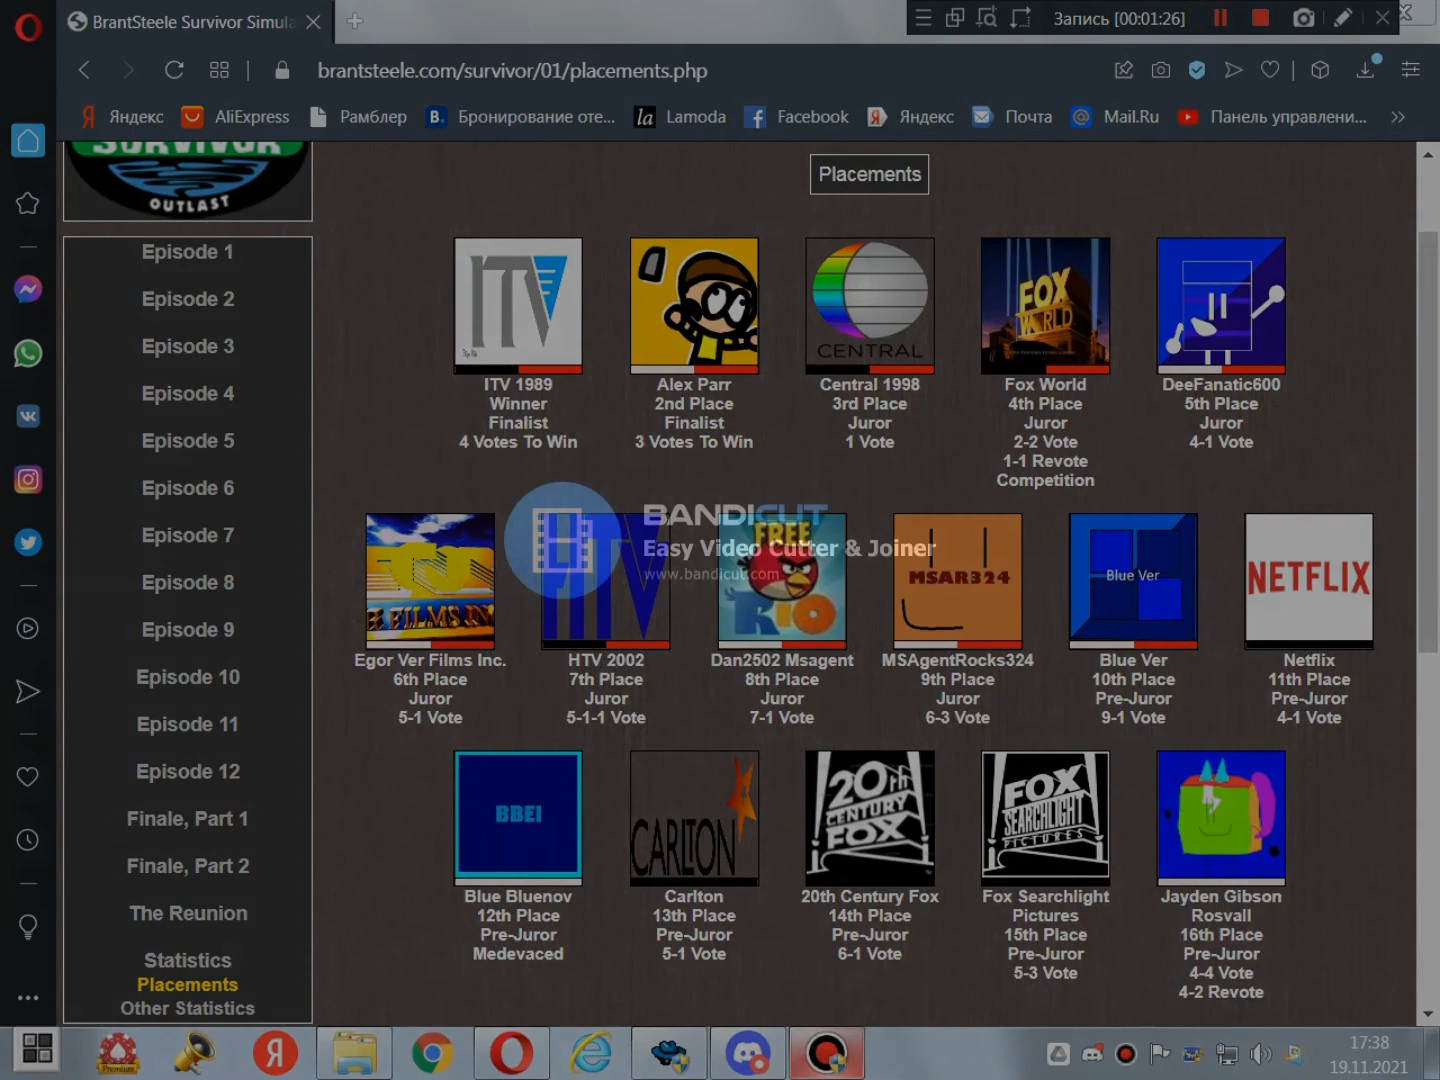 BrantSteele Survivor Simula
Запись [00:01:26]
brantsteele.com/survivor/01/placements.php
Яндекс
AliExpress
Рамблер
B.
Бронирование оте...
la
Lamoda
Facebook
Яндекс
Почта
Mail.Ru
Панель управлени...
SURVIVOR
OUTLAST
Placements
Episode 1
Episode 2
Episode 3
Episode 4
Episode 5
Episode 6
Episode 7
Episode 8
Episode 9
Episode 10
Episode 11
Episode 12
Finale, Part 1
Finale, Part 2
The Reunion
Statistics
Placements
Other Statistics
ITV
ITV 1989
Winner
Finalist
4 Votes To Win
Alex Parr
2nd Place
Finalist
3 Votes To Win
CENTRAL
Central 1998
3rd Place
Juror
1 Vote
FOX
WORLD
Fox World
4th Place
Juror
2-2 Vote
1-1 Revote
Competition
DeeFanatic600
5th Place
Juror
4-1 Vote
FILMS IN
Egor Ver Films Inc.
6th Place
Juror
5-1 Vote
HTV
HTV 2002
7th Place
Juror
5-1-1 Vote
BANDICUT
Easy Video Cutter & Joiner
www.bandicut.com
FREE
RIO
Dan2502 Msagent
8th Place
Juror
7-1 Vote
MSAR324
MSAgentRocks324
9th Place
Juror
6-3 Vote
Blue Ver
Blue Ver
10th Place
Pre-Juror
9-1 Vote
NETFLIX
Netflix
11th Place
Pre-Juror
4-1 Vote
BBEI
Blue Bluenov
12th Place
Pre-Juror
Medevaced
CARLTON
Carlton
13th Place
Pre-Juror
5-1 Vote
20th
CENTURY
FOX
20th Century Fox
14th Place
Pre-Juror
6-1 Vote
FOX
SEARCHLIGHT
PICTURES
Fox Searchlight
Pictures
15th Place
Pre-Juror
5-3 Vote
Jayden Gibson
Rosvall
16th Place
Pre-Juror
4-4 Vote
4-2 Revote
Premium
Я
17:38
19.11.2021